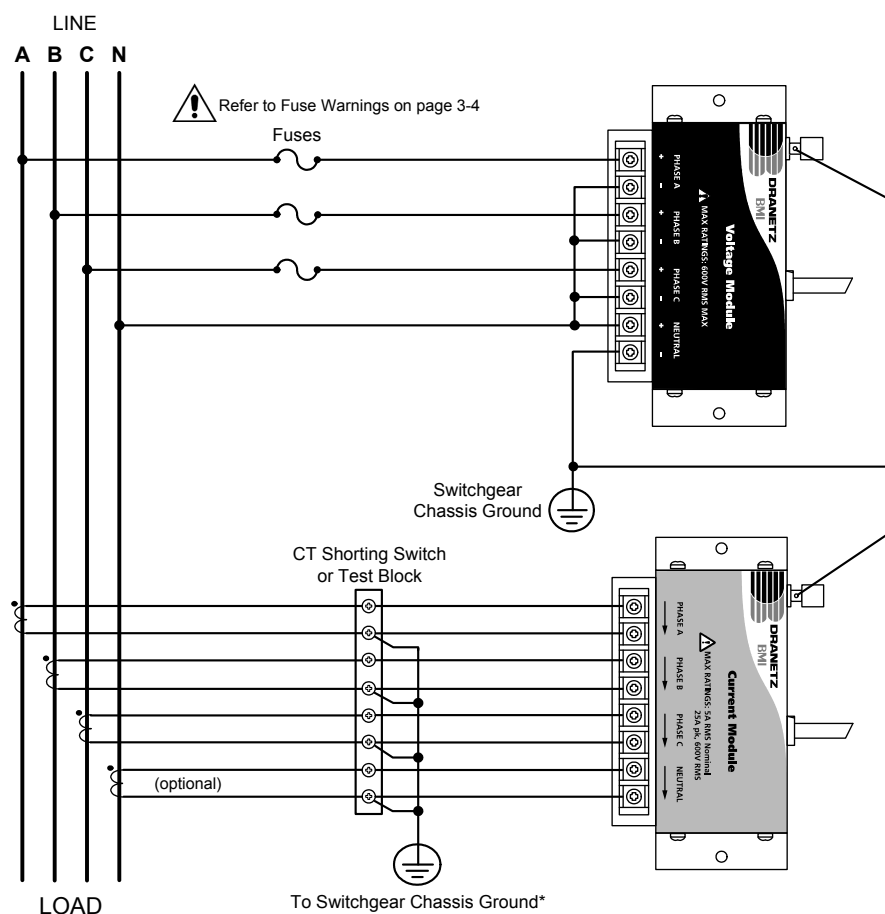 LINE
A B C N
Refer to Fuse Warnings on page 3-4
Fuses
+
-
+
-
+
-
+
-
PHASE A
PHASE B
PHASE C
NEUTRAL
MAX RATINGS: 600V RMS MAX
Voltage Module
DRANETZ
BMI
Switchgear
Chassis Ground
CT Shorting Switch
or Test Block
PHASE A
PHASE B
PHASE C
NEUTRAL
MAX RATINGS: 5A RMS Nominal
25A pk, 600V RMS
Current Module
DRANETZ
BMI
(optional)
To Switchgear Chassis Ground*
LOAD